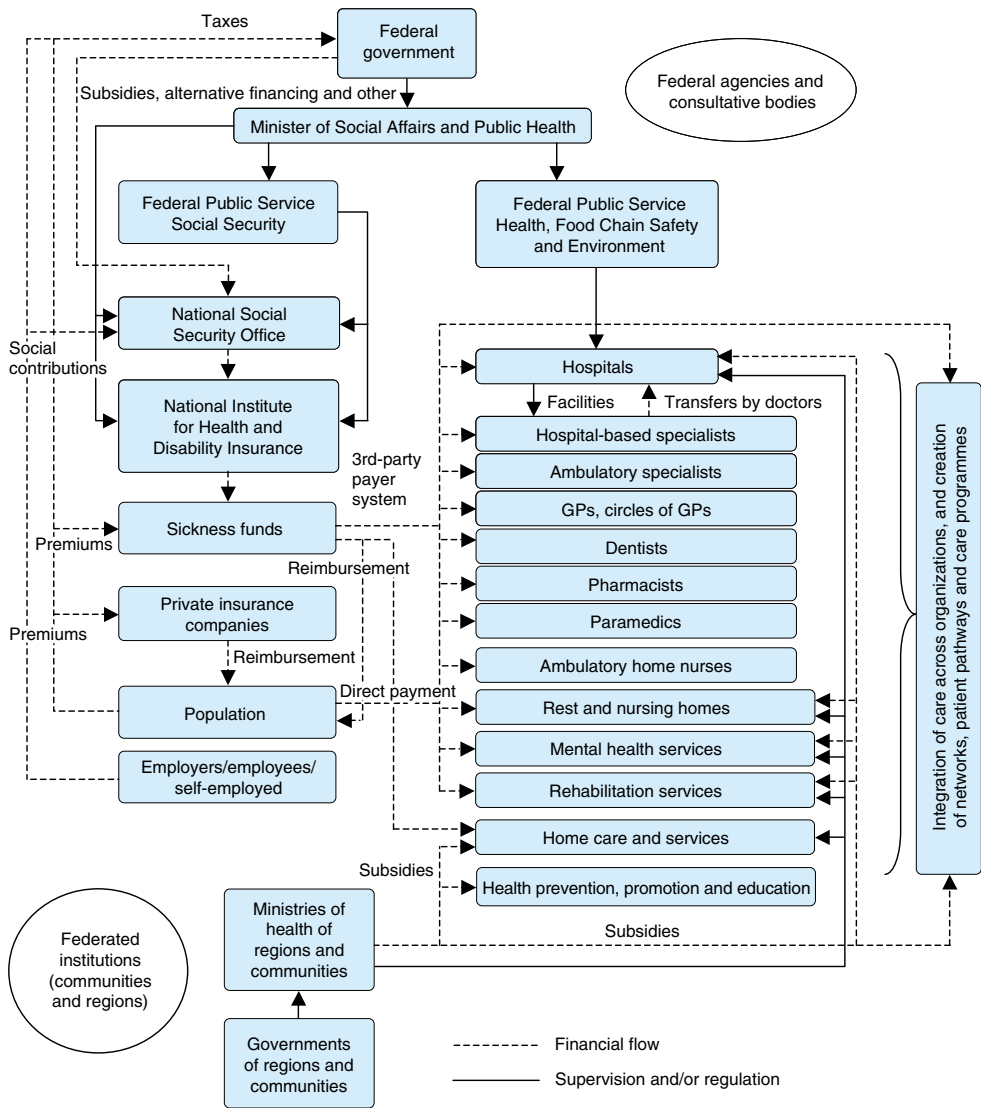 Taxes
Federal
government
Federal agencies and
consultative bodies
Subsidies, alternative financing and other
Minister of Social Affairs and Public Health
Federal Public Service
Social Security
Federal Public Service
Health, Food Chain Safety
and Environment
National Social
Security Office
Social
contributions
Hospitals
Facilities
Transfers by doctors
National Institute
for Health and
Disability Insurance
Hospital-based specialists
3rd-party
payer
system
Ambulatory specialists
GPs, circles of GPs
Sickness funds
Premiums
Dentists
Reimbursement
Pharmacists
Private insurance
companies
Paramedics
Premiums
Reimbursement
Ambulatory home nurses
Direct payment
Population
Rest and nursing homes
Mental health services
Employers/employees/
self-employed
Rehabilitation services
Home care and services
Subsidies
Health prevention, promotion and education
Integration of care across organizations, and creation
of networks, patient pathways and care programmes
Ministries of
health of
regions and
communities
Subsidies
Federated
institutions
(communities
and regions)
Governments
of regions and
communities
Financial flow
Supervision and/or regulation